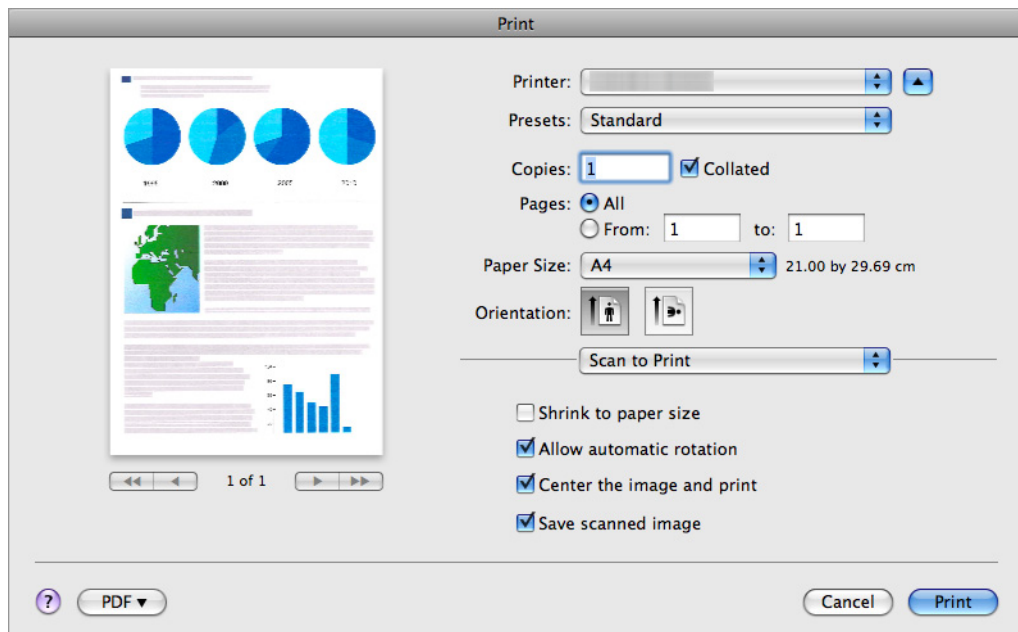 Print
Printer:
Presets: Standard
Copies: 1 Collated
Pages: All
From: 1 to: 1
Paper Size: A4 21.00 by 29.69 cm
Orientation:
Scan to Print
Shrink to paper size
Allow automatic rotation
Center the image and print
Save scanned image
1 of 1
? PDF Cancel Print